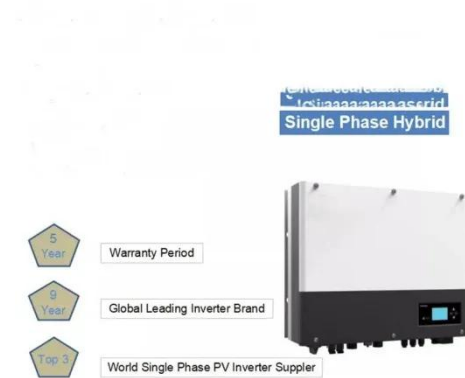 Single Phase Hybrid
5
Year
Warranty Period
9
Year
Global Leading Inverter Brand
Top 3
World Single Phase PV Inverter Suppler